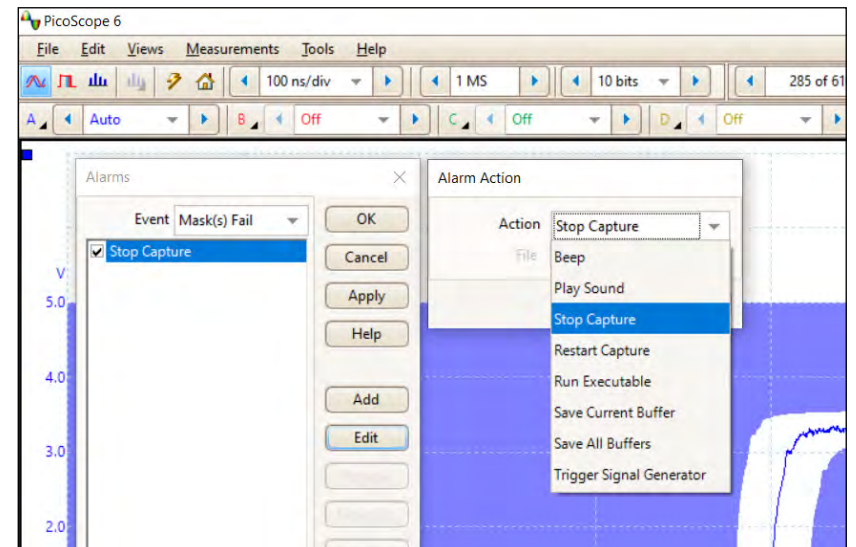 PicoScope 6
File Edit Views Measurements Tools Help
100 ns/div 1 MS 10 bits 285 of 61
A Auto B Off C Off D Off
Alarms
Event Mask(s) Fail
Stop Capture
OK
Cancel
Apply
Help
Add
Edit
Alarm Action
Action Stop Capture
File
Beep
Play Sound
Stop Capture
Restart Capture
Run Executable
Save Current Buffer
Save All Buffers
Trigger Signal Generator
V
5.0
4.0
3.0
2.0